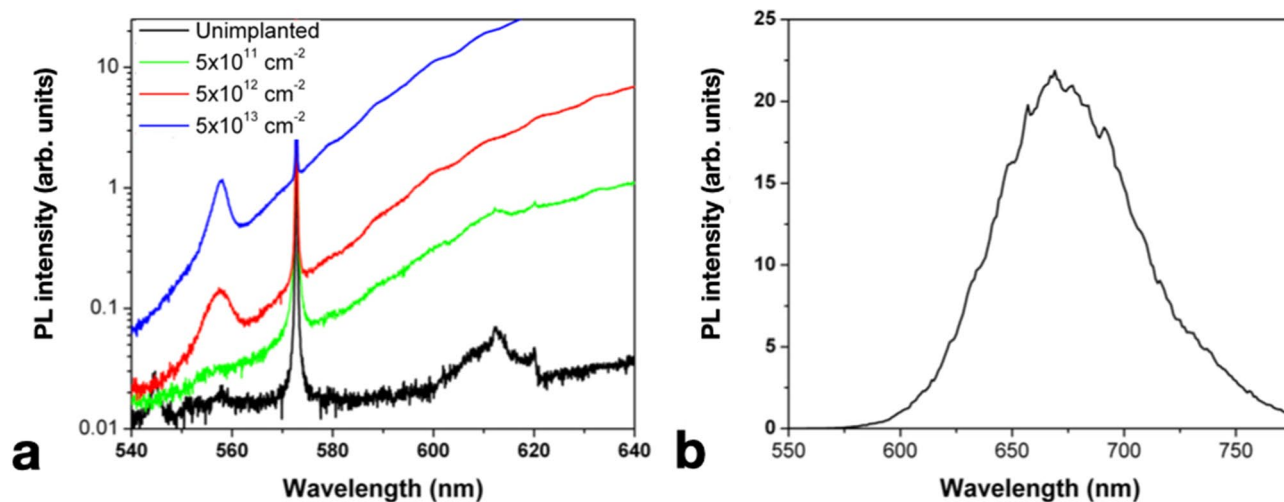 PL intensity (arb. units)
10
1
0.1
0.01
Unimplanted
5x10¹¹ cm⁻²
5x10¹² cm⁻²
5x10¹³ cm⁻²
540 560 580 600 620 640
Wavelength (nm)
a
PL intensity (arb. units)
25
20
15
10
5
0
550 600 650 700 750
Wavelength (nm)
b